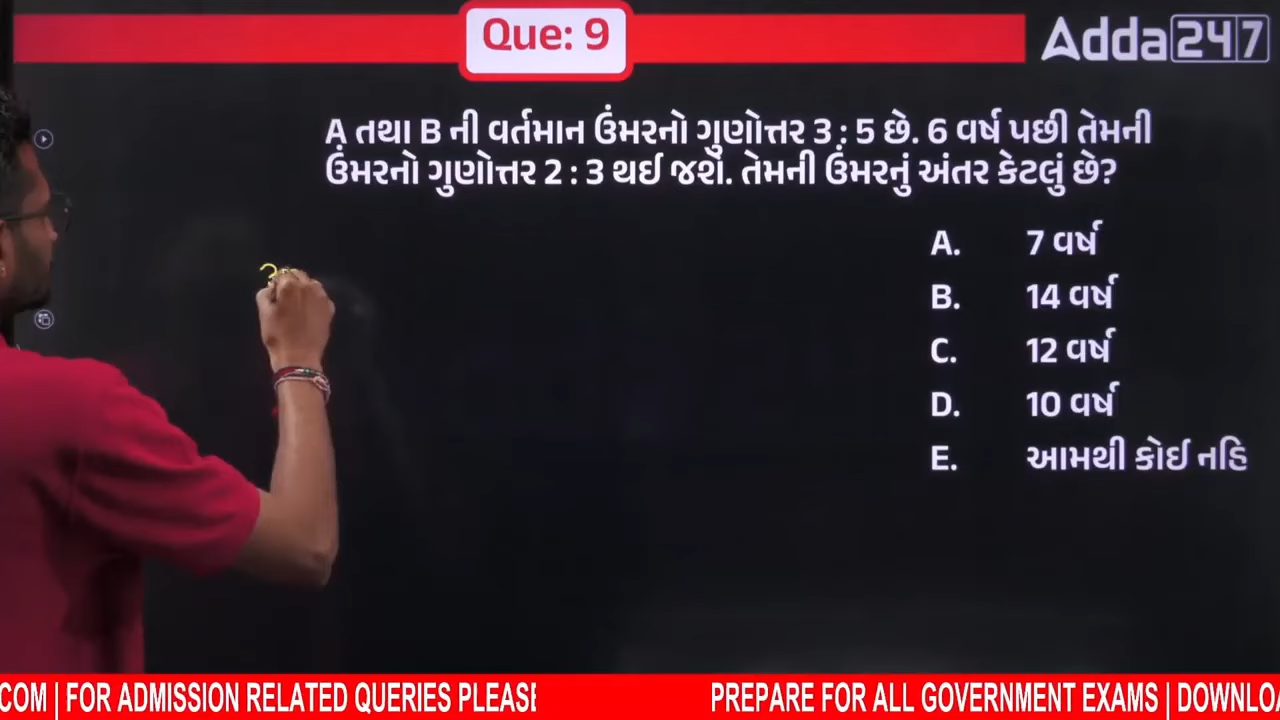 Que: 9
Adda247
A તથા B ની વર્તમાન ઉંમરનો ગુણોત્તર 3 : 5 છે. 6 વર્ષ પછી તેમની
ઉંમરનો ગુણોત્તર 2 : 3 થઈ જશે. તેમની ઉંમરનું અંતર કેટલું છે?
A. 7 વર્ષ
B. 14 વર્ષ
C. 12 વર્ષ
D. 10 વર્ષ
E. આમથી કોઈ નહિ
.COM | FOR ADMISSION RELATED QUERIES PLEASE PREPARE FOR ALL GOVERNMENT EXAMS | DOWNLOA